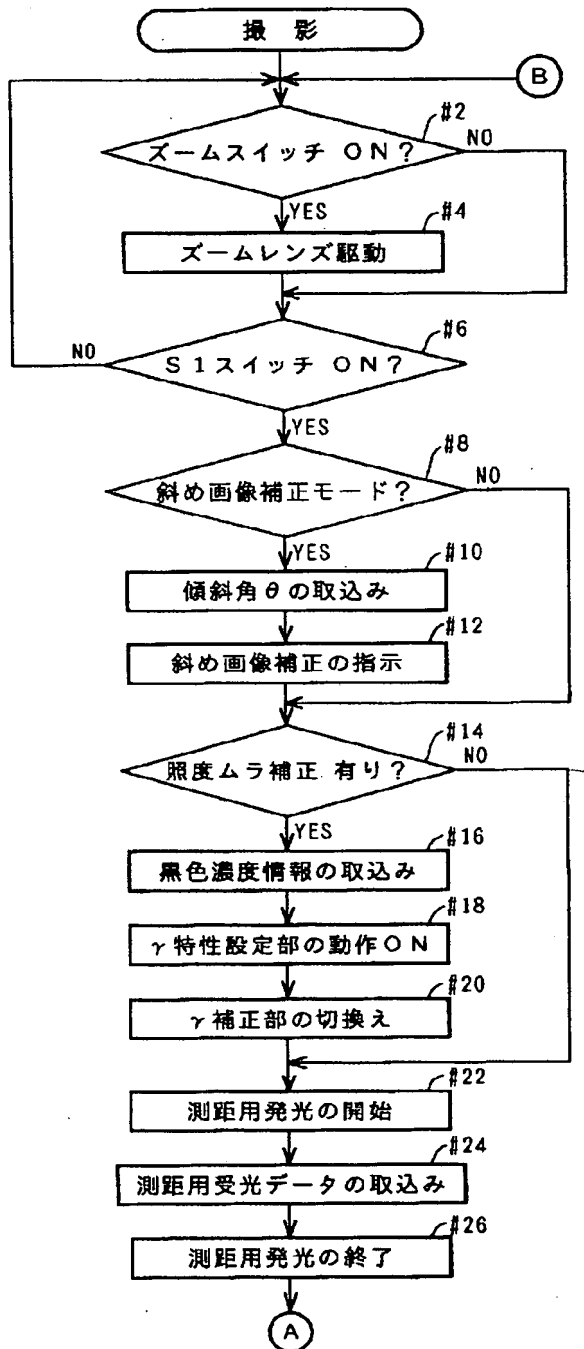 撮 影
B
#2
ズームスイッチ ON?
NO
YES
#4
ズームレンズ駆動
#6
NO
S1スイッチ ON?
YES
#8
斜め画像補正モード?
NO
YES
#10
傾斜角θの取込み
#12
斜め画像補正の指示
#14
照度ムラ補正 有り?
NO
YES
#16
黒色濃度情報の取込み
#18
γ特性設定部の動作ON
#20
γ補正部の切換え
#22
測距用発光の開始
#24
測距用受光データの取込み
#26
測距用発光の終了
A